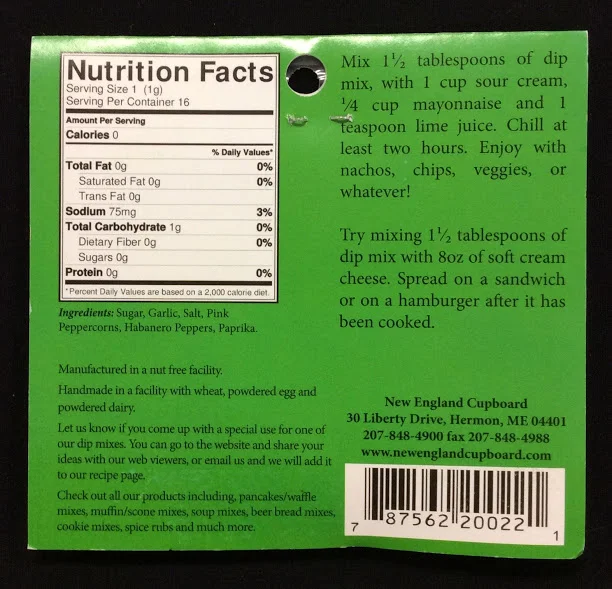 Nutrition Facts
Serving Size 1 (1g)
Serving Per Container 16
Amount Per Serving
Calories 0
% Daily Values*
Total Fat 0g 0%
Saturated Fat 0g 0%
Trans Fat 0g
Sodium 75mg 3%
Total Carbohydrate 1g 0%
Dietary Fiber 0g 0%
Sugars 0g
Protein 0g 0%
*Percent Daily Values are based on a 2,000 calorie diet.
Ingredients: Sugar, Garlic, Salt, Pink
Peppercorns, Habanero Peppers, Paprika.
Manufactured in a nut free facility.
Handmade in a facility with wheat, powdered egg and
powdered dairy.
Let us know if you come up with a special use for one of
our dip mixes. You can go to the website and share your
ideas with our web viewers, or email us and we will add it
to our recipe page.
Check out all our products including, pancakes/waffle
mixes, muffin/scone mixes, soup mixes, beer bread mixes,
cookie mixes, spice rubs and much more.
Mix 1½ tablespoons of dip
mix, with 1 cup sour cream,
¼ cup mayonnaise and 1
teaspoon lime juice. Chill at
least two hours. Enjoy with
nachos, chips, veggies, or
whatever!
Try mixing 1½ tablespoons of
dip mix with 8oz of soft cream
cheese. Spread on a sandwich
or on a hamburger after it has
been cooked.
New England Cupboard
30 Liberty Drive, Hermon, ME 04401
207-848-4900 fax 207-848-4988
www.newenglandcupboard.com
7 87562 20022 1